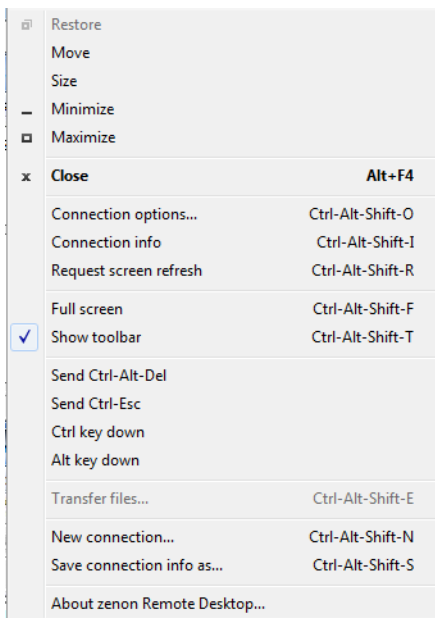 Restore
Move
Size
Minimize
Maximize
Close Alt+F4
Connection options... Ctrl-Alt-Shift-O
Connection info Ctrl-Alt-Shift-I
Request screen refresh Ctrl-Alt-Shift-R
Full screen Ctrl-Alt-Shift-F
Show toolbar Ctrl-Alt-Shift-T
Send Ctrl-Alt-Del
Send Ctrl-Esc
Ctrl key down
Alt key down
Transfer files... Ctrl-Alt-Shift-E
New connection... Ctrl-Alt-Shift-N
Save connection info as... Ctrl-Alt-Shift-S
About zenon Remote Desktop...